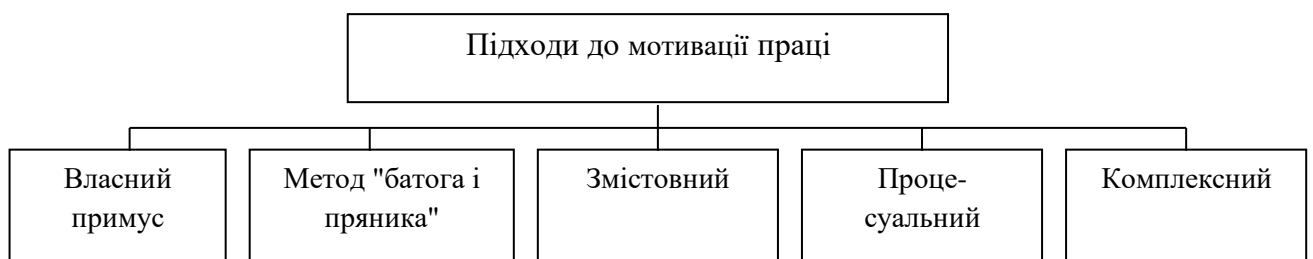 Підходи до мотивації праці
Власний
примус
Метод "батога і
пряника"
Змістовний
Проце-
суальний
Комплексний